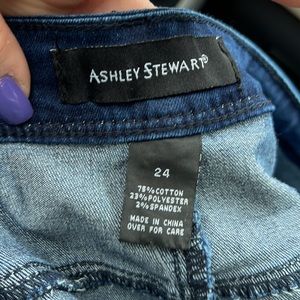 ASHLEY STEWART®
24
75%COTTON
23%POLYESTER
2%SPANDEX
MADE IN CHINA
OVER FOR CARE